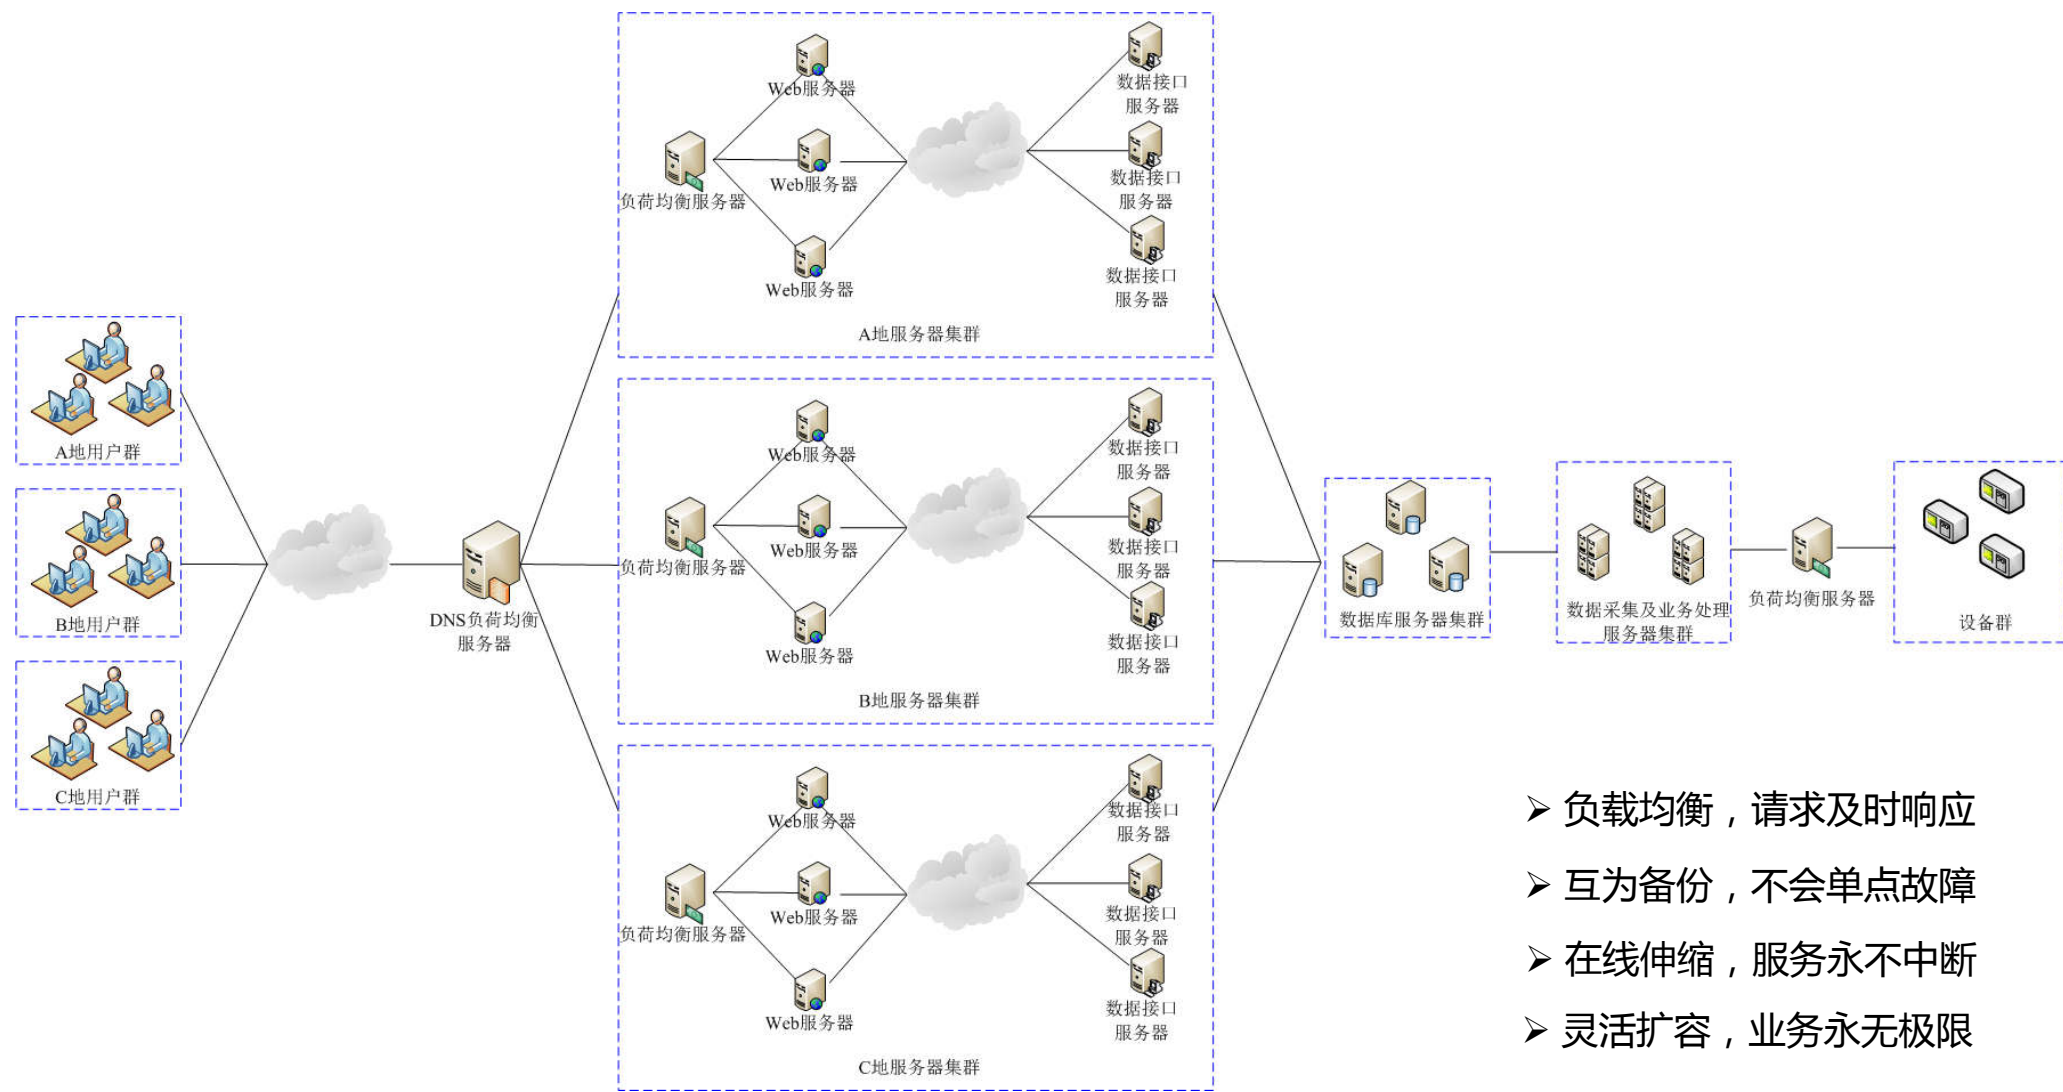 A地用户群
B地用户群
C地用户群
DNS负荷均衡
服务器
Web服务器
Web服务器
Web服务器
负荷均衡服务器
数据接口
服务器
数据接口
服务器
数据接口
服务器
A地服务器集群
Web服务器
Web服务器
Web服务器
负荷均衡服务器
数据接口
服务器
数据接口
服务器
数据接口
服务器
B地服务器集群
Web服务器
Web服务器
Web服务器
负荷均衡服务器
数据接口
服务器
数据接口
服务器
数据接口
服务器
C地服务器集群
数据库服务器集群
数据采集及业务处理
服务器集群
负荷均衡服务器
设备群
➢ 负载均衡，请求及时响应
➢ 互为备份，不会单点故障
➢ 在线伸缩，服务永不中断
➢ 灵活扩容，业务永无极限